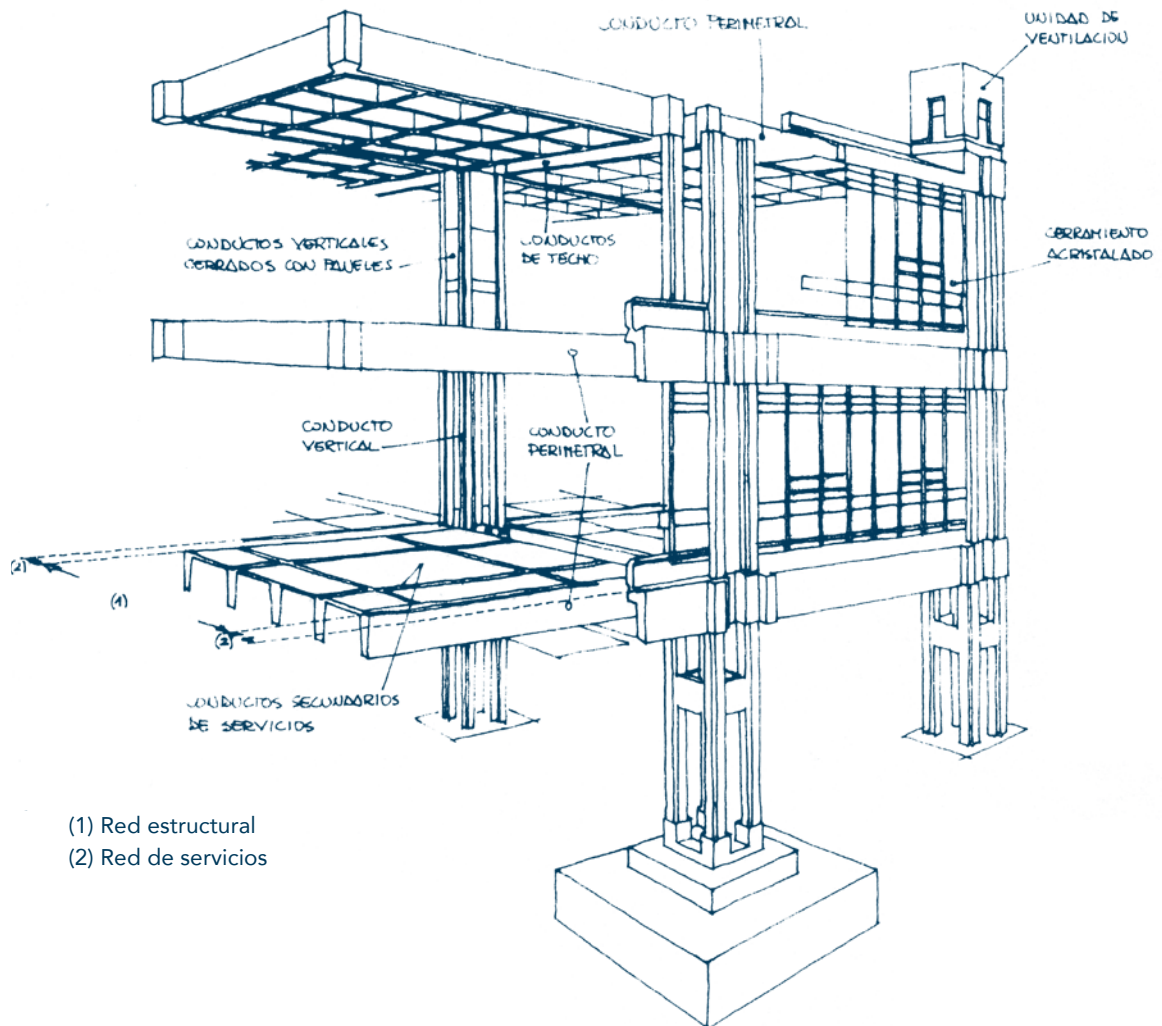 CONDUCTO PERIMETRAL
UNIDAD DE
VENTILACION
CONDUCTOS VERTICALES
CERRADOS CON PANELES
CONDUCTOS
DE TECHO
CERRAMIENTO
ACRISTALADO
CONDUCTO
VERTICAL
CONDUCTO
PERIMETRAL
(2)
(1)
(2)
CONDUCTOS SECUNDARIOS
DE SERVICIOS
(1) Red estructural
(2) Red de servicios